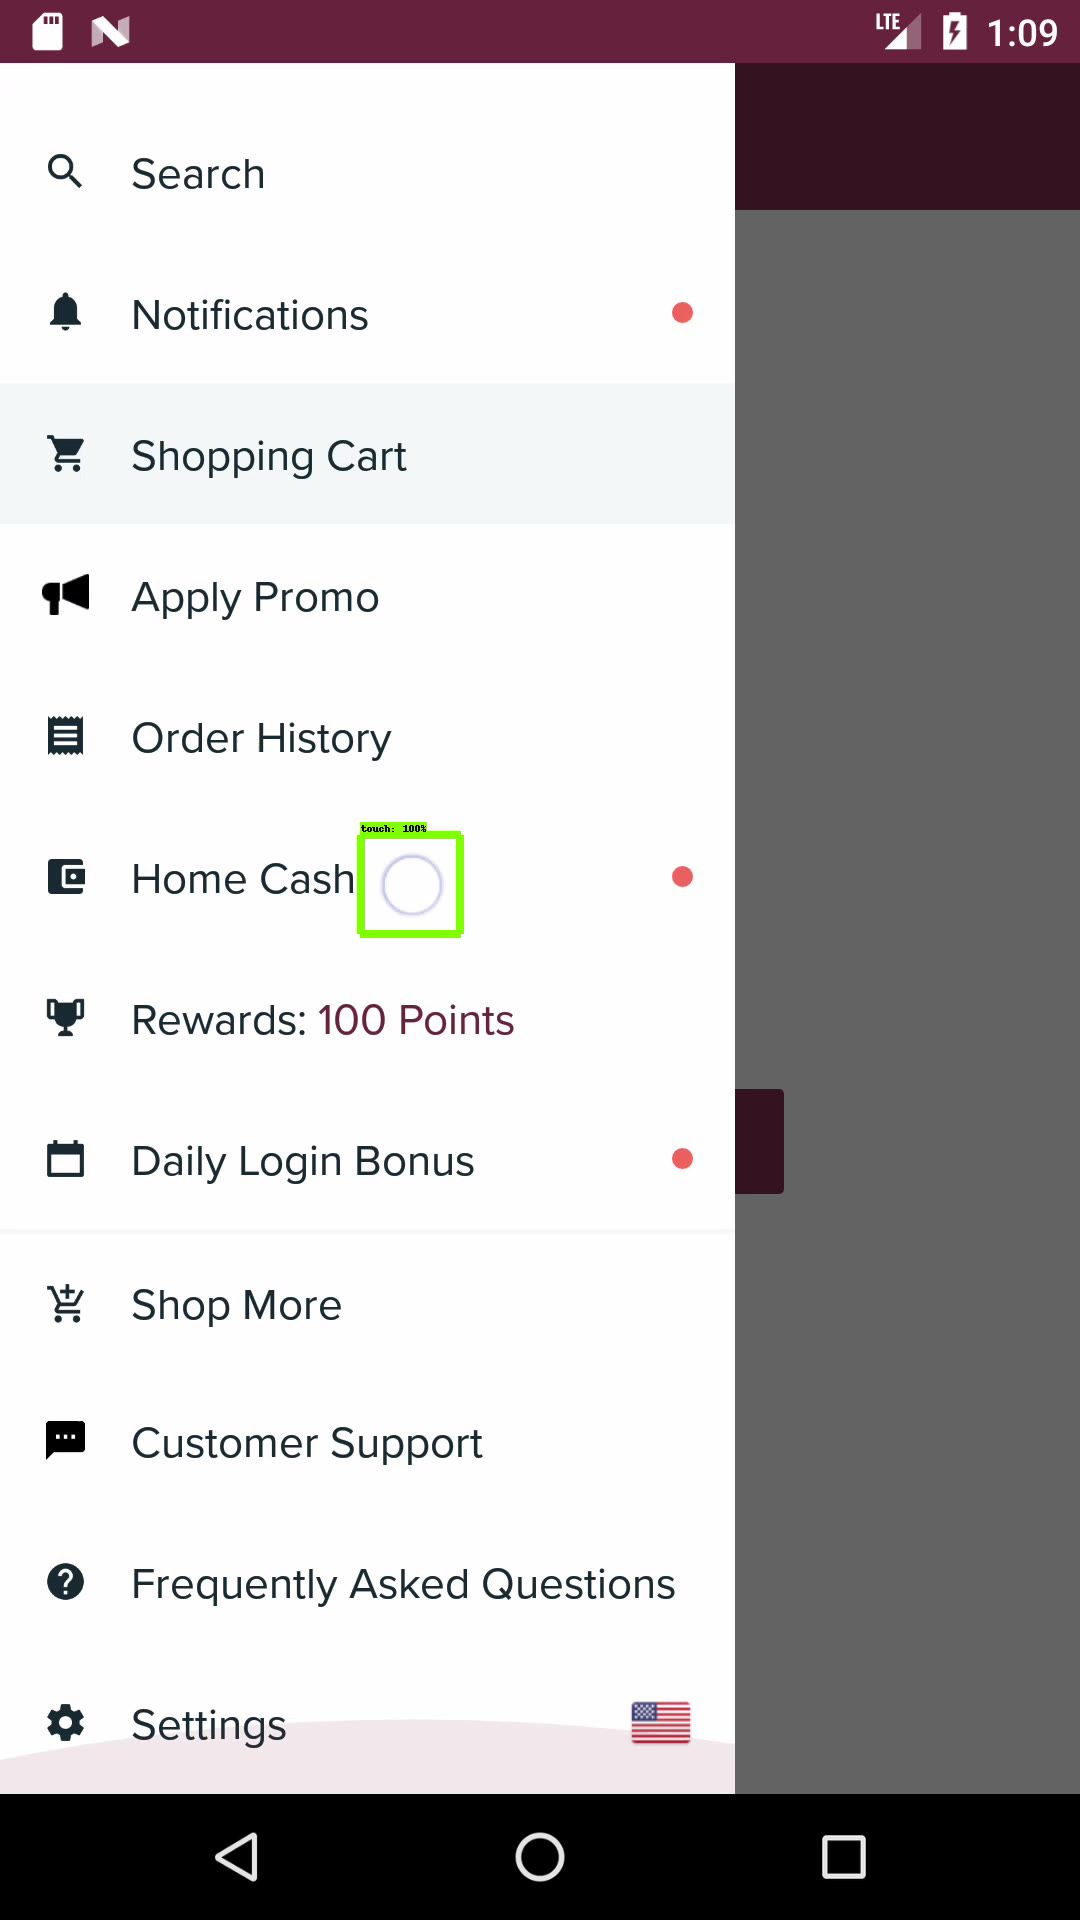 LTE 1:09
Search
Notifications
Shopping Cart
Apply Promo
Order History
touch: 100%
Home Cash
Rewards: 100 Points
Daily Login Bonus
Shop More
Customer Support
Frequently Asked Questions
Settings